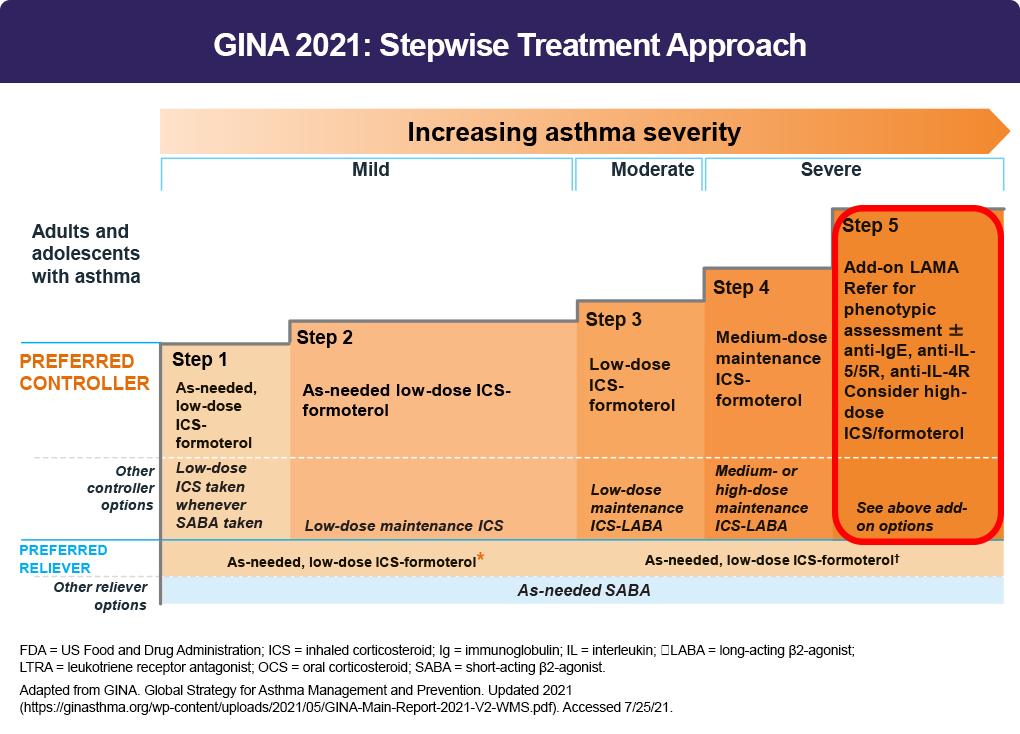 GINA 2021: Stepwise Treatment Approach
Increasing asthma severity
Mild
Moderate
Severe
Adults and
adolescents
with asthma
PREFERRED
CONTROLLER
Step 1
As-needed,
low-dose
ICS-
formoterol
Step 2
As-needed low-dose ICS-
formoterol
Step 3
Low-dose
ICS-
formoterol
Step 4
Medium-dose
maintenance
ICS-
formoterol
Step 5
Add-on LAMA
Refer for
phenotypic
assessment ±
anti-IgE, anti-IL-
5/5R, anti-IL-4R
Consider high-
dose
ICS/formoterol
Other
controller
options
Low-dose
ICS taken
whenever
SABA taken
Low-dose maintenance ICS
Low-dose
maintenance
ICS-LABA
Medium- or
high-dose
maintenance
ICS-LABA
See above add-
on options
PREFERRED
RELIEVER
As-needed, low-dose ICS-formoterol*
As-needed, low-dose ICS-formoterol†
Other reliever
options
As-needed SABA
FDA = US Food and Drug Administration; ICS = inhaled corticosteroid; Ig = immunoglobulin; IL = interleukin; □LABA = long-acting β2-agonist;
LTRA = leukotriene receptor antagonist; OCS = oral corticosteroid; SABA = short-acting β2-agonist.
Adapted from GINA. Global Strategy for Asthma Management and Prevention. Updated 2021
(https://ginasthma.org/wp-content/uploads/2021/05/GINA-Main-Report-2021-V2-WMS.pdf). Accessed 7/25/21.